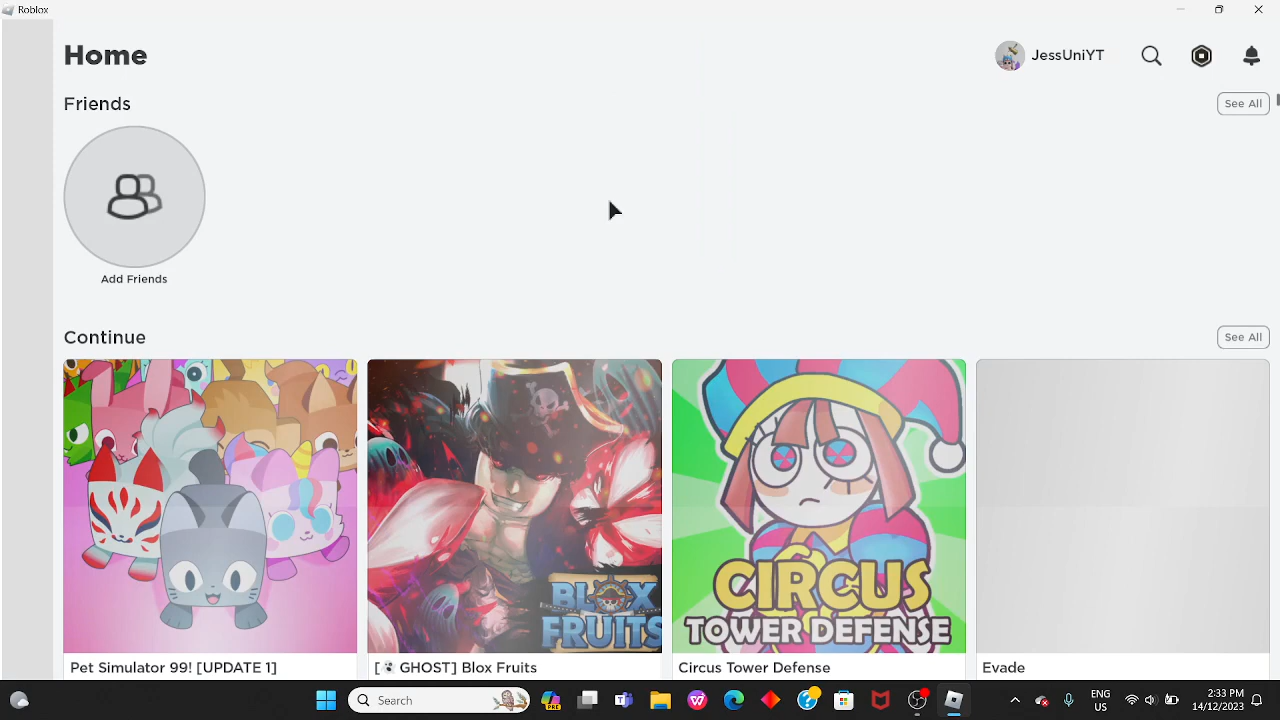 Roblox
Home
JessUniYT
Friends
See All
Add Friends
Continue
See All
BLOX
FRUITS
CIRCUS
TOWER DEFENSE
Pet Simulator 99! [UPDATE 1]
[👻 GHOST] Blox Fruits
Circus Tower Defense
Evade
Search
PRE
ENG
US
2:33 PM
14/12/2023